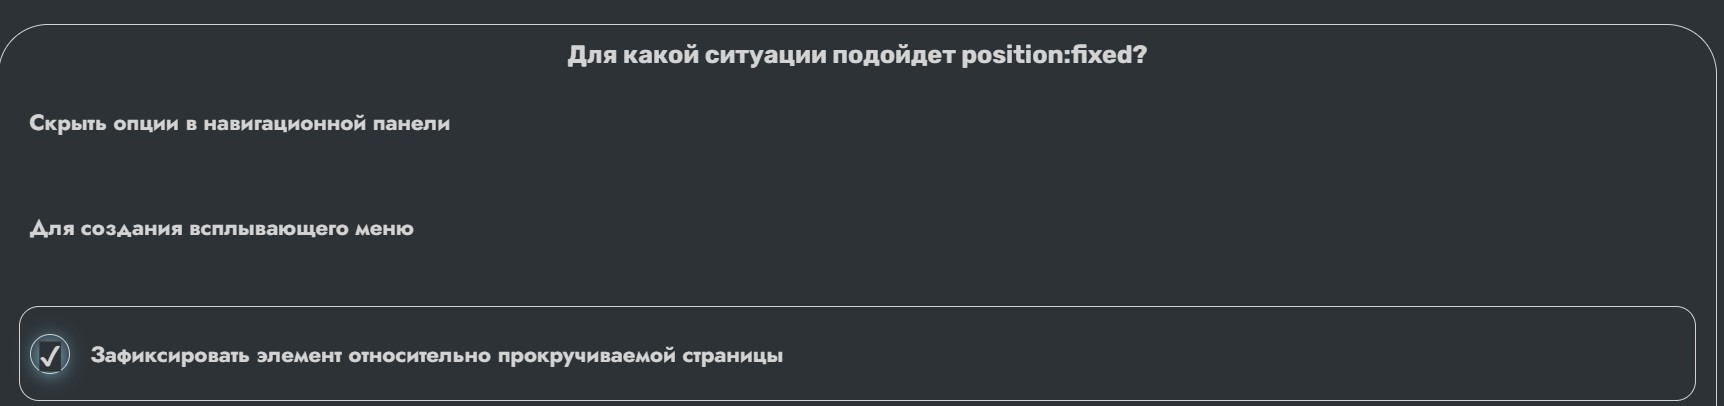 Для какой ситуации подойдет position:fixed?
Скрыть опции в навигационной панели
Для создания всплывающего меню
Зафиксировать элемент относительно прокручиваемой страницы